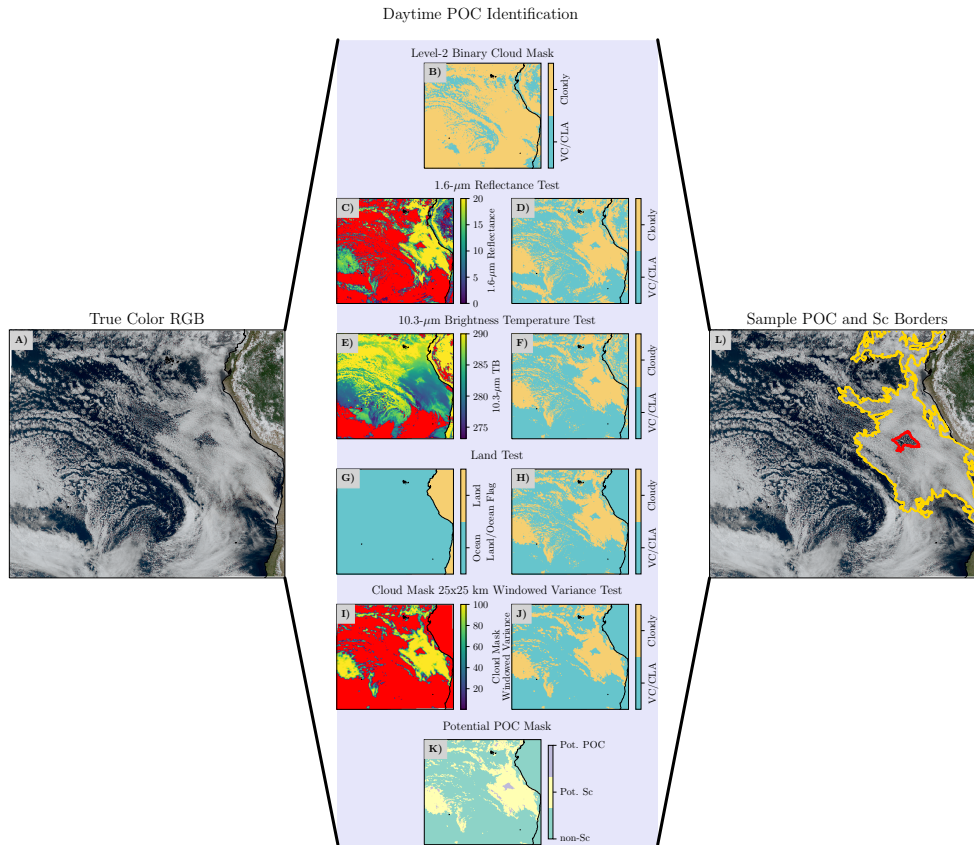 Daytime POC Identification
Level-2 Binary Cloud Mask
B)
Cloudy
VC/CLA
1.6-μm Reflectance Test
C)
20
15
10
5
0
1.6-μm Reflectance
D)
Cloudy
VC/CLA
True Color RGB
A)
10.3-μm Brightness Temperature Test
E)
290
285
280
275
10.3-μm TB
F)
Cloudy
VC/CLA
Land Test
G)
Land
Ocean
Land/Ocean Flag
H)
Cloudy
VC/CLA
Cloud Mask 25x25 km Windowed Variance Test
I)
100
80
60
40
20
Cloud Mask
Windowed Variance
J)
Cloudy
VC/CLA
Potential POC Mask
K)
Pot. POC
Pot. Sc
non-Sc
Sample POC and Sc Borders
L)